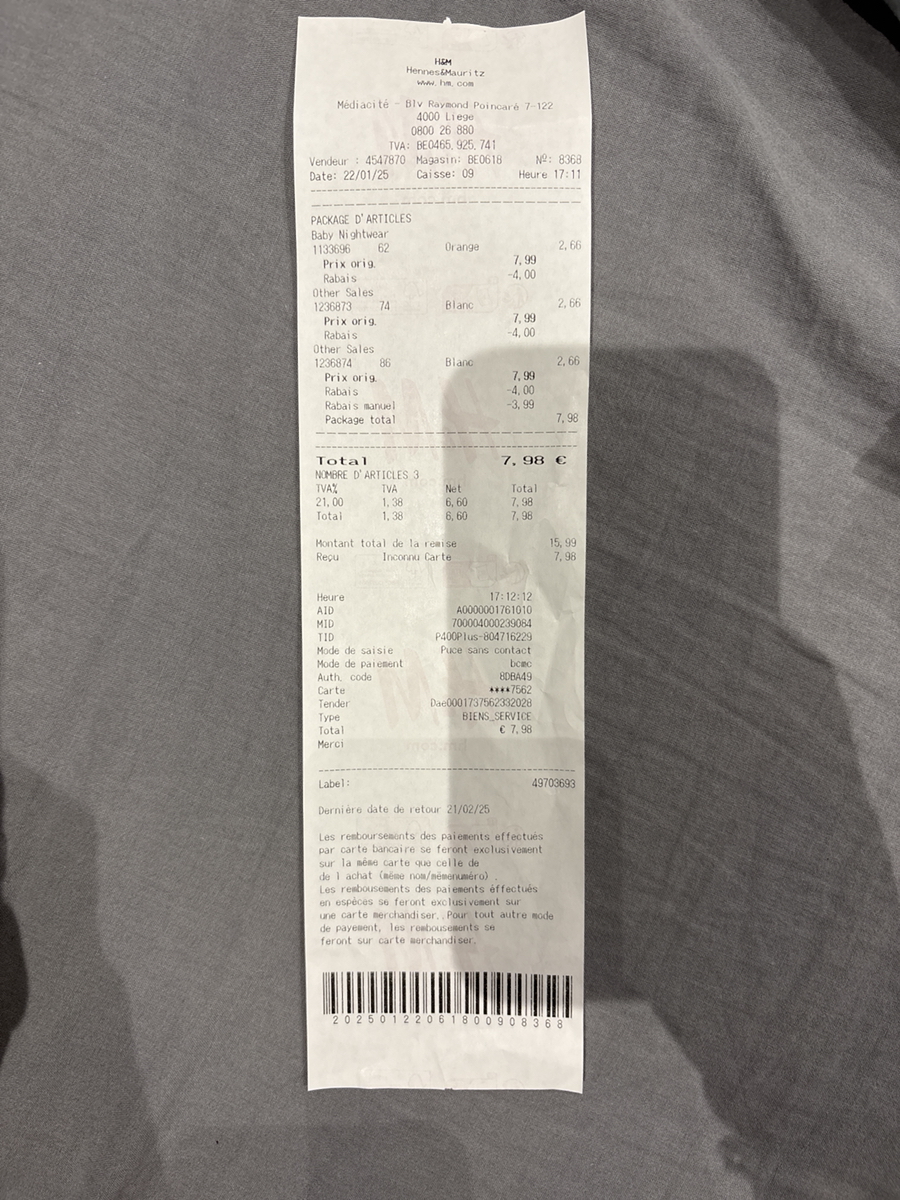 H&M
Hennes&Mauritz
www.hm.com
Médiacité - Blv Raymond Poincaré 7-122
4000 Liege
0800 26 880
TVA: BE0465.925.741
Vendeur : 4547870 Magasin: BE0618 Nº: 8368
Date: 22/01/25 Caisse: 09 Heure 17:11
PACKAGE D'ARTICLES
Baby Nightwear
1133696 62 Orange 2,66
Prix orig. 7,99
Rabais -4,00
Other Sales
1236873 74 Blanc 2,66
Prix orig. 7,99
Rabais -4,00
Other Sales
1236874 86 Blanc 2,66
Prix orig. 7,99
Rabais -4,00
Rabais manuel -3,99
Package total 7,98
Total 7,98 €
NOMBRE D'ARTICLES 3
TVA% TVA Net Total
21,00 1,38 6,60 7,98
Total 1,38 6,60 7,98
Montant total de la remise 15,99
Reçu Inconnu Carte 7,98
Heure 17:12:12
AID A0000001761010
MID 700004000239084
TID P400Plus-804716229
Mode de saisie Puce sans contact
Mode de paiement bcmc
Auth. code 8DBA49
Carte ****7562
Tender Dae0001737562332028
Type BIENS_SERVICE
Total € 7,98
Merci
Label: 49703693
Dernière date de retour 21/02/25
Les remboursements des paiements effectués
par carte bancaire se feront exclusivement
sur la même carte que celle de
de l achat (même nom/mêmenuméro) .
Les rembousements des paiements éffectués
en espèces se feront exclusivement sur
une carte merchandiser..Pour tout autre mode
de payement, les rembousements se
feront sur carte merchandiser.
20250122061800908368